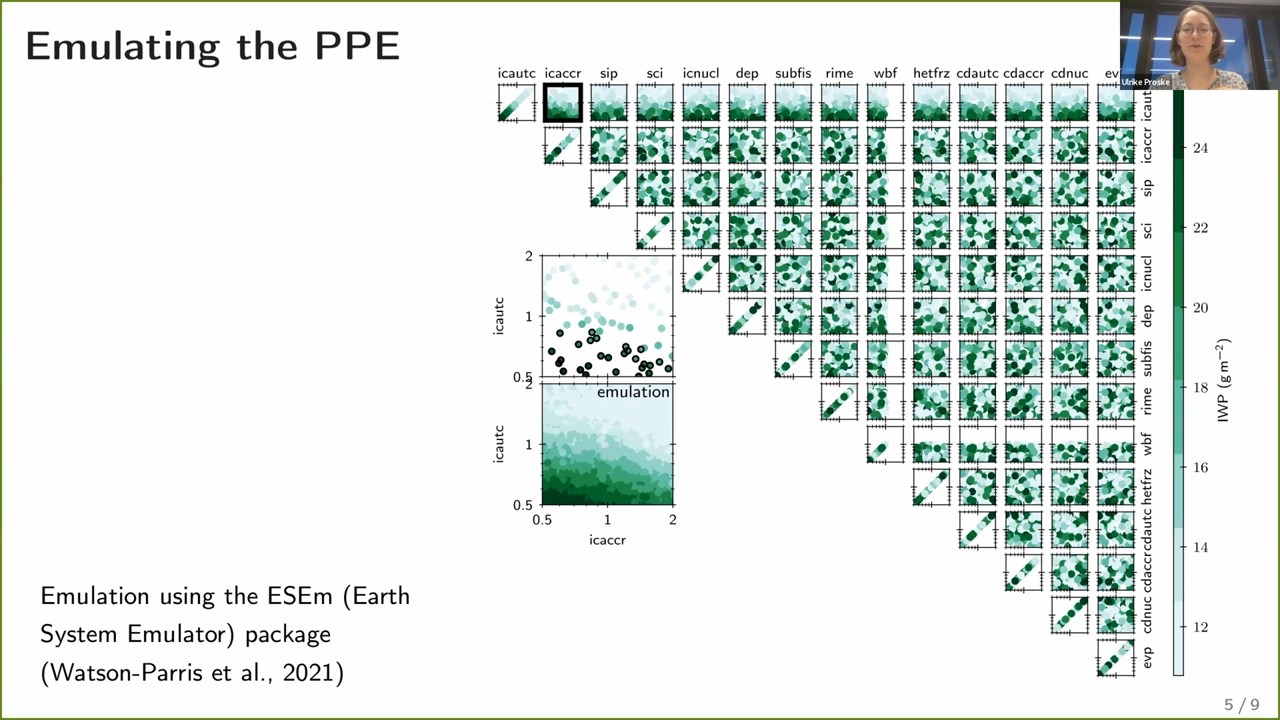 Emulating the PPE
Ulrike Proske
icautc icaccr sip sci icnucl dep subfis rime wbf hetfrz cdautc cdaccr cdnuc ev
icaut
icaccr
sip
sci
icnucl
dep
subfis
rime
wbf
hetfrz
cdautc
cdaccr
cdnuc
evp
24
22
20
18
16
14
12
IWP (g m−2)
2
1
0.5
icautc
emulation
2
1
0.5
icautc
0.5 1 2
icaccr
Emulation using the ESEm (Earth
System Emulator) package
(Watson-Parris et al., 2021)
5 / 9